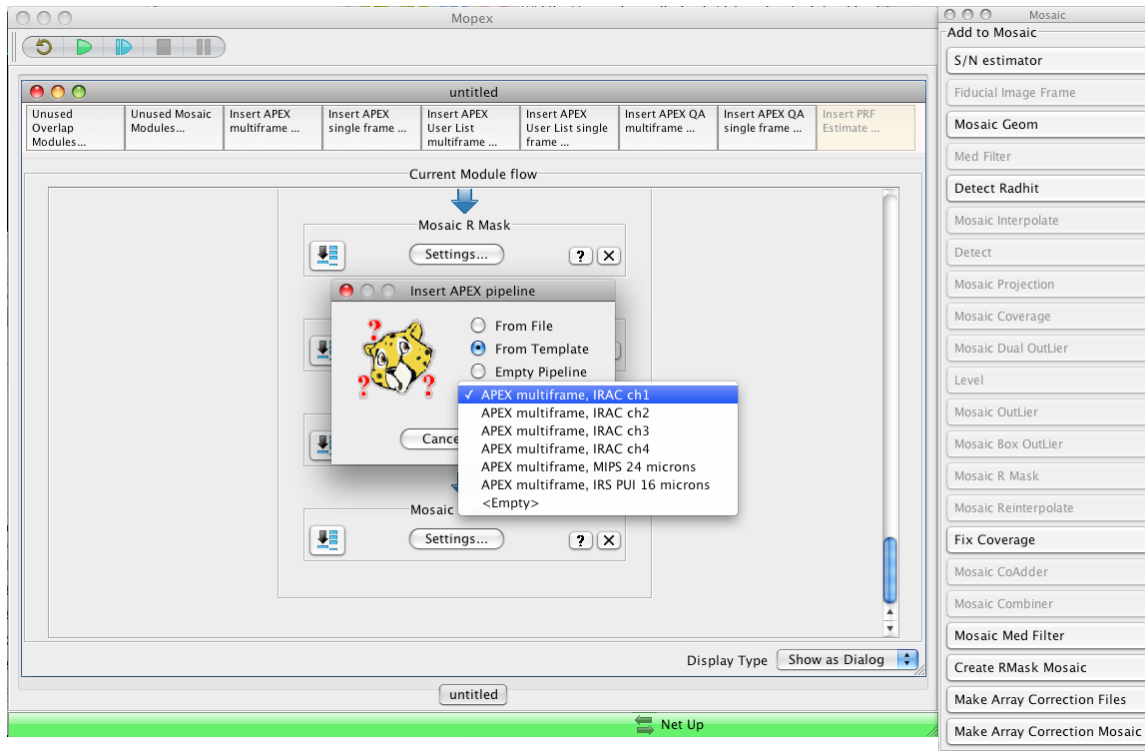 Mopex
untitled
Unused
Overlap
Modules...
Unused Mosaic
Modules...
Insert APEX
multiframe ...
Insert APEX
single frame ...
Insert APEX
User List
multiframe ...
Insert APEX
User List single
frame ...
Insert APEX QA
multiframe ...
Insert APEX QA
single frame ...
Insert PRF
Estimate ...
Current Module flow
Mosaic R Mask
Settings...
?
X
Insert APEX pipeline
? ? ?
From File
From Template
Empty Pipeline
✓ APEX multiframe, IRAC ch1
APEX multiframe, IRAC ch2
APEX multiframe, IRAC ch3
APEX multiframe, IRAC ch4
APEX multiframe, MIPS 24 microns
APEX multiframe, IRS PUI 16 microns
<Empty>
Cance
Mosaic
Settings...
?
X
Display Type Show as Dialog
untitled
Net Up
Mosaic
Add to Mosaic
S/N estimator
Fiducial Image Frame
Mosaic Geom
Med Filter
Detect Radhit
Mosaic Interpolate
Detect
Mosaic Projection
Mosaic Coverage
Mosaic Dual OutLier
Level
Mosaic OutLier
Mosaic Box OutLier
Mosaic R Mask
Mosaic Reinterpolate
Fix Coverage
Mosaic CoAdder
Mosaic Combiner
Mosaic Med Filter
Create RMask Mosaic
Make Array Correction Files
Make Array Correction Mosaic